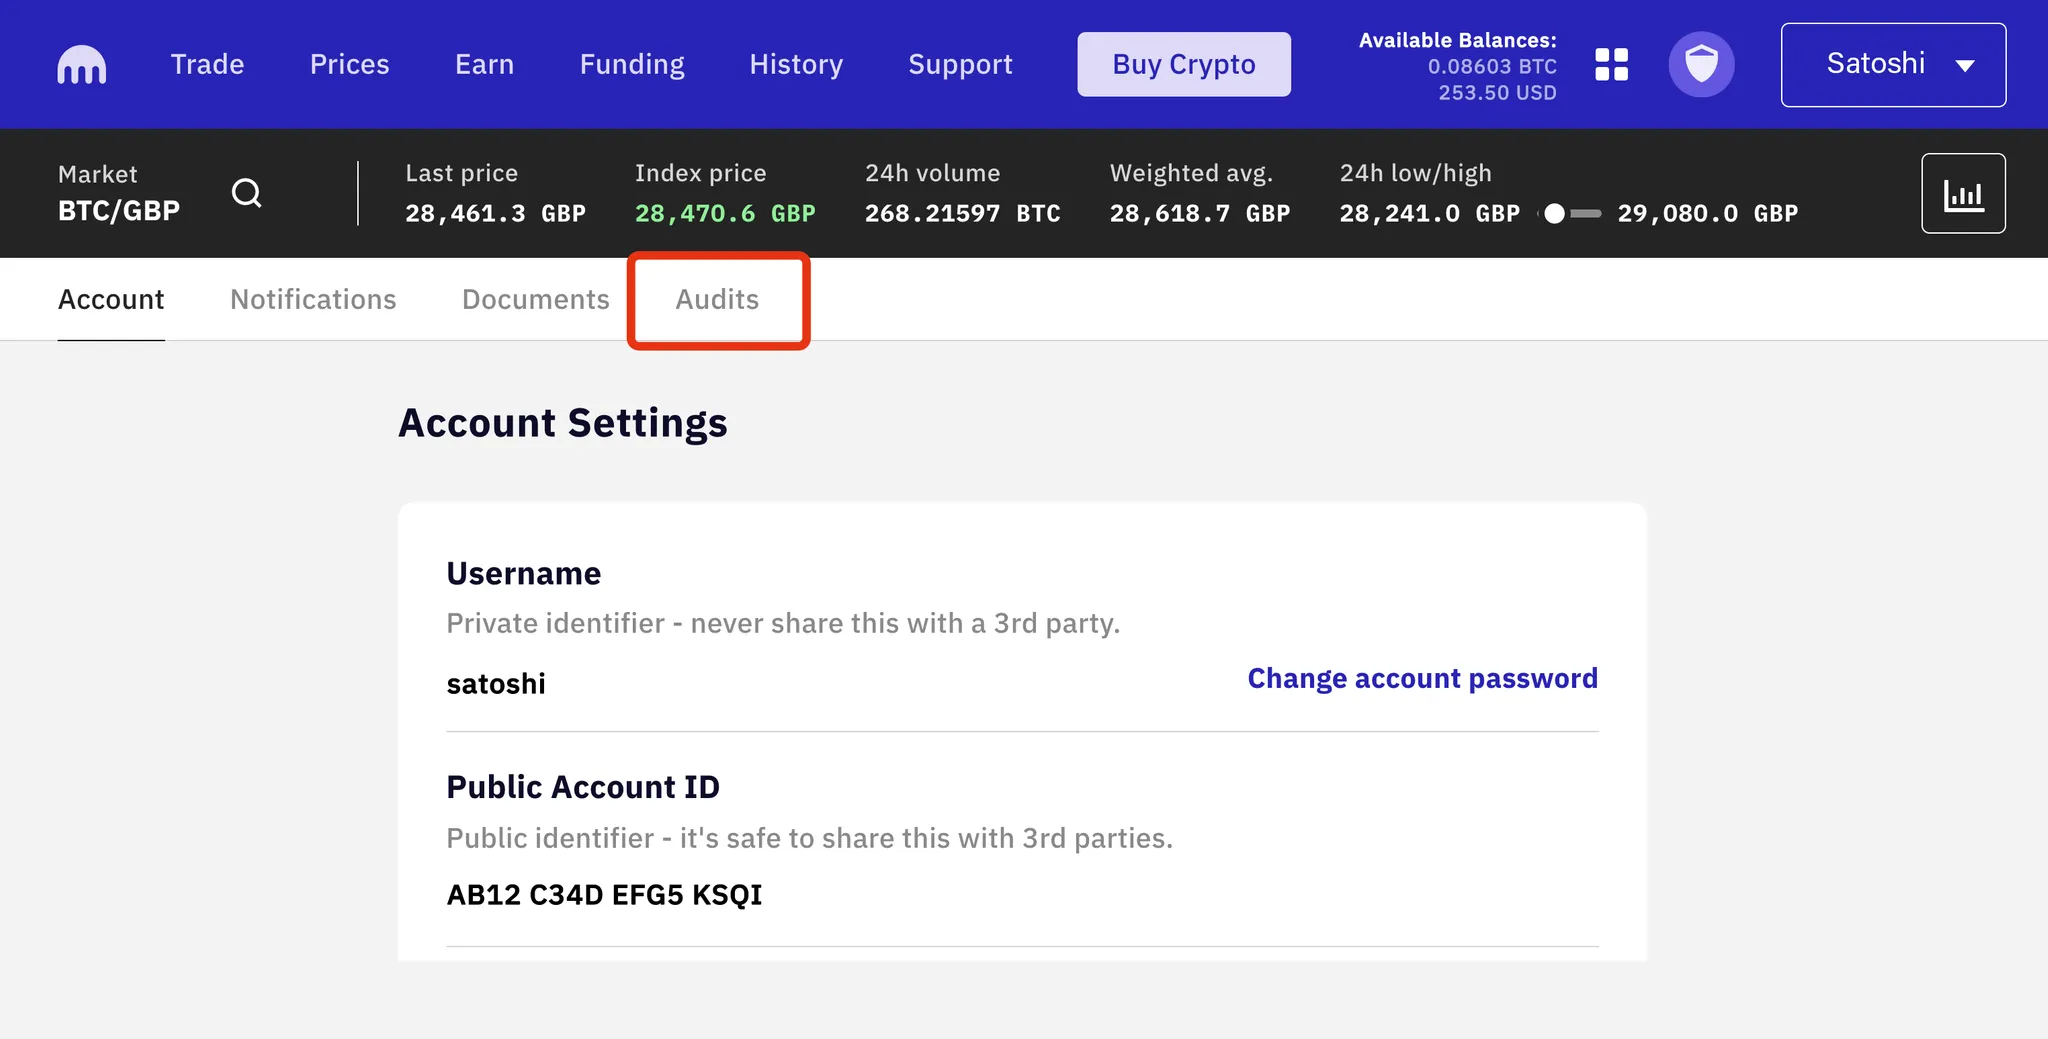 Trade Prices Earn Funding History Support Buy Crypto
Available Balances:
0.08603 BTC
253.50 USD
Satoshi
Market
BTC/GBP
Last price
28,461.3 GBP
Index price
28,470.6 GBP
24h volume
268.21597 BTC
Weighted avg.
28,618.7 GBP
24h low/high
28,241.0 GBP 29,080.0 GBP
Account Notifications Documents Audits
Account Settings
Username
Private identifier - never share this with a 3rd party.
satoshi
Change account password
Public Account ID
Public identifier - it's safe to share this with 3rd parties.
AB12 C34D EFG5 KSQI